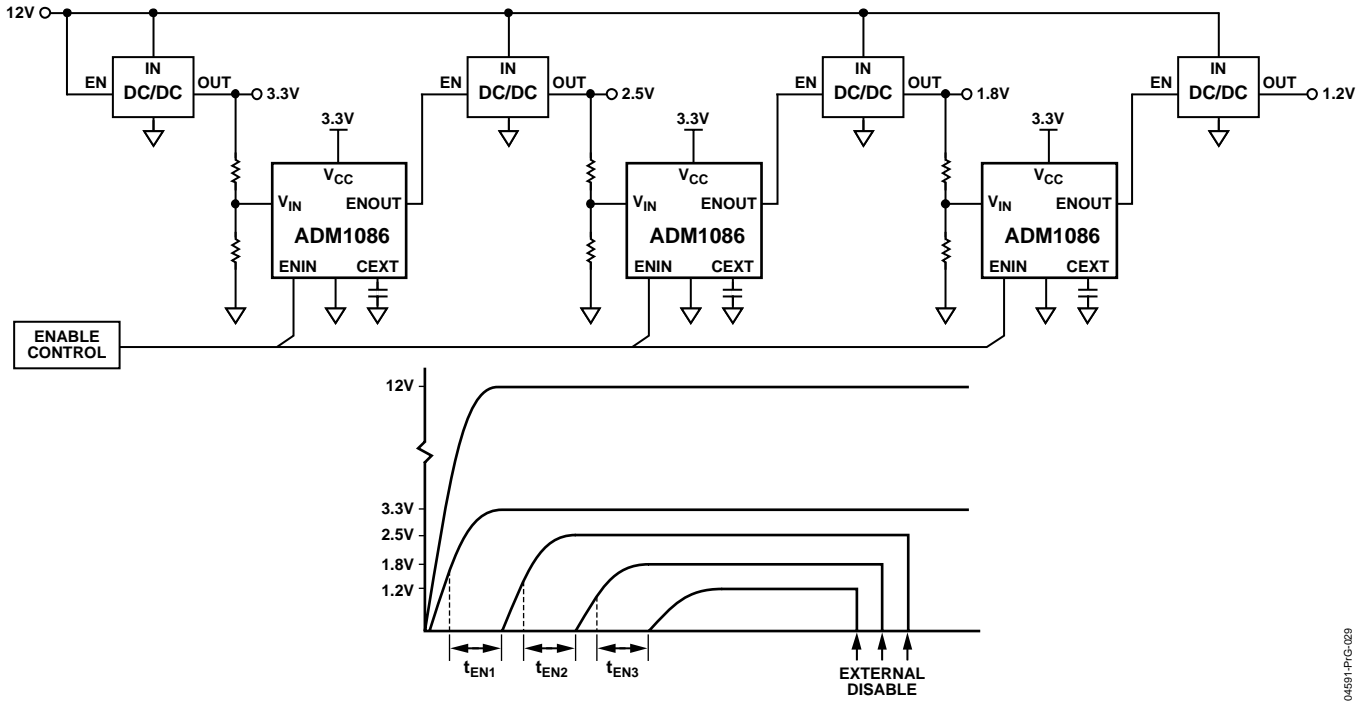 12V
IN
IN
IN
IN
EN
DC/DC
OUT
3.3V
EN
DC/DC
OUT
2.5V
EN
DC/DC
OUT
1.8V
EN
DC/DC
OUT
1.2V
3.3V
3.3V
3.3V
VCC
VCC
VCC
VIN
ENOUT
VIN
ENOUT
VIN
ENOUT
ADM1086
ADM1086
ADM1086
ENIN
CEXT
ENIN
CEXT
ENIN
CEXT
ENABLE
CONTROL
12V
3.3V
2.5V
1.8V
1.2V
tEN1
tEN2
tEN3
EXTERNAL
DISABLE
04591-PrG-029